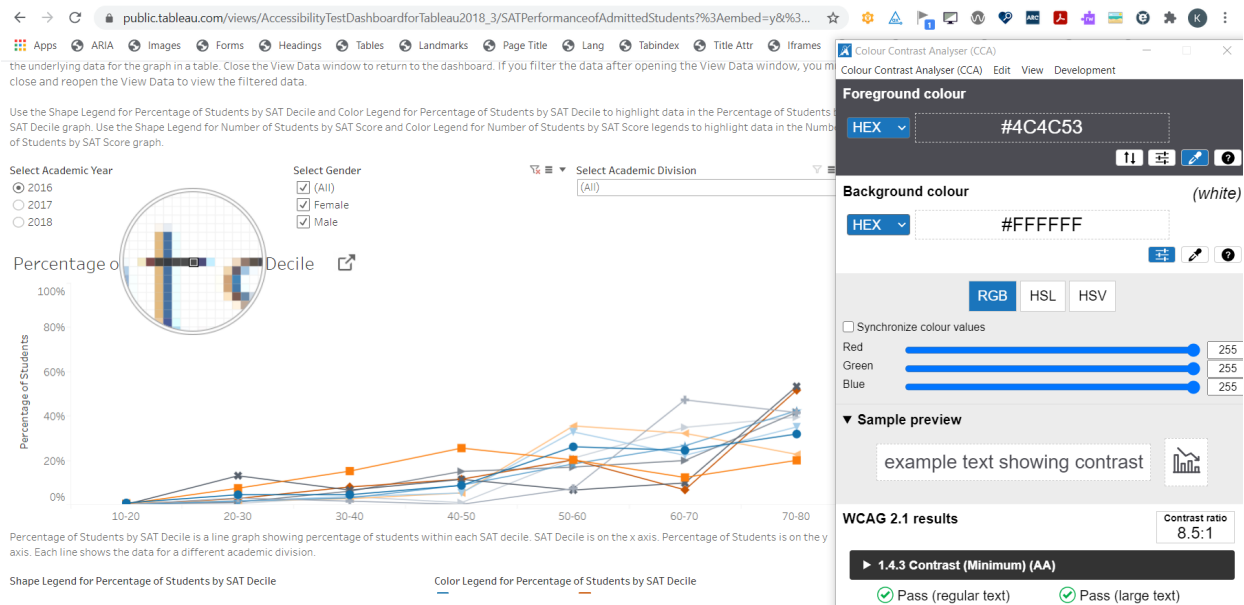 public.tableau.com/views/AccessibilityTestDashboardforTableau2018_3/SATPerformanceofAdmittedStudents?%3Aembed=y&%3...
1
ABC
K
Apps ARIA Images Forms Headings Tables Landmarks Page Title Lang Tabindex Title Attr Iframes
the underlying data for the graph in a table. Close the View Data window to return to the dashboard. If you filter the data after opening the View Data window, you m
close and reopen the View Data to view the filtered data.
Use the Shape Legend for Percentage of Students by SAT Decile and Color Legend for Percentage of Students by SAT Decile to highlight data in the Percentage of Students
SAT Decile graph. Use the Shape Legend for Number of Students by SAT Score and Color Legend for Number of Students by SAT Score legends to highlight data in the Numb
of Students by SAT Score graph.
Select Academic Year
2016
2017
2018
Select Gender
(All)
Female
Male
Select Academic Division
(All)
Percentage o
t
Decile
Percentage of Students
100%
80%
60%
40%
20%
0%
10-20 20-30 30-40 40-50 50-60 60-70 70-80
Percentage of Students by SAT Decile is a line graph showing percentage of students within each SAT decile. SAT Decile is on the x axis. Percentage of Students is on the y
axis. Each line shows the data for a different academic division.
Shape Legend for Percentage of Students by SAT Decile
Color Legend for Percentage of Students by SAT Decile
Colour Contrast Analyser (CCA)
Colour Contrast Analyser (CCA) Edit View Development
Foreground colour
HEX #4C4C53
Background colour (white)
HEX #FFFFFF
RGB HSL HSV
Synchronize colour values
Red 255
Green 255
Blue 255
Sample preview
example text showing contrast
WCAG 2.1 results
Contrast ratio
8.5:1
1.4.3 Contrast (Minimum) (AA)
Pass (regular text) Pass (large text)